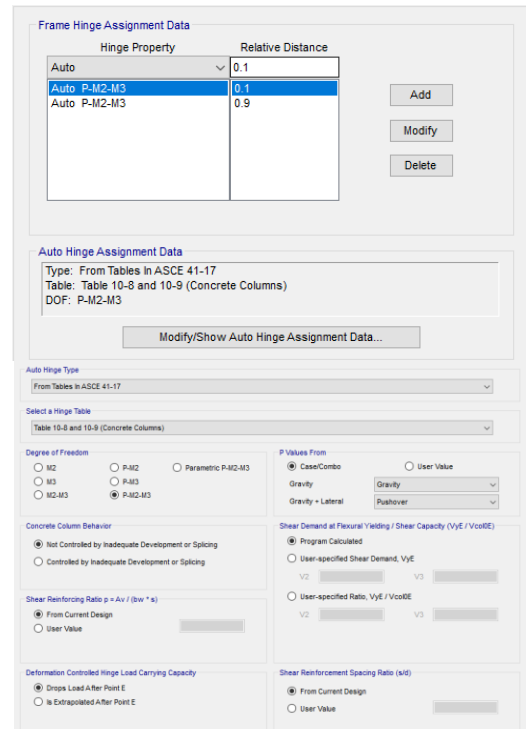 Frame Hinge Assignment Data
Hinge Property Relative Distance
Auto 0.1
Auto P-M2-M3 0.1
Auto P-M2-M3 0.9
Add
Modify
Delete
Auto Hinge Assignment Data
Type: From Tables In ASCE 41-17
Table: Table 10-8 and 10-9 (Concrete Columns)
DOF: P-M2-M3
Modify/Show Auto Hinge Assignment Data...
Auto Hinge Type
From Tables In ASCE 41-17
Select a Hinge Table
Table 10-8 and 10-9 (Concrete Columns)
Degree of Freedom
M2 P-M2 Parametric P-M2-M3
M3 P-M3
M2-M3 P-M2-M3
P Values From
Case/Combo User Value
Gravity Gravity
Gravity + Lateral Pushover
Concrete Column Behavior
Not Controlled by Inadequate Development or Splicing
Controlled by Inadequate Development or Splicing
Shear Demand at Flexural Yielding / Shear Capacity (VyE / VcolOE)
Program Calculated
User-specified Shear Demand, VyE
V2 V3
User-specified Ratio, VyE / VcolOE
V2 V3
Shear Reinforcing Ratio p = Av / (bw * s)
From Current Design
User Value
Deformation Controlled Hinge Load Carrying Capacity
Drops Load After Point E
Is Extrapolated After Point E
Shear Reinforcement Spacing Ratio (s/d)
From Current Design
User Value